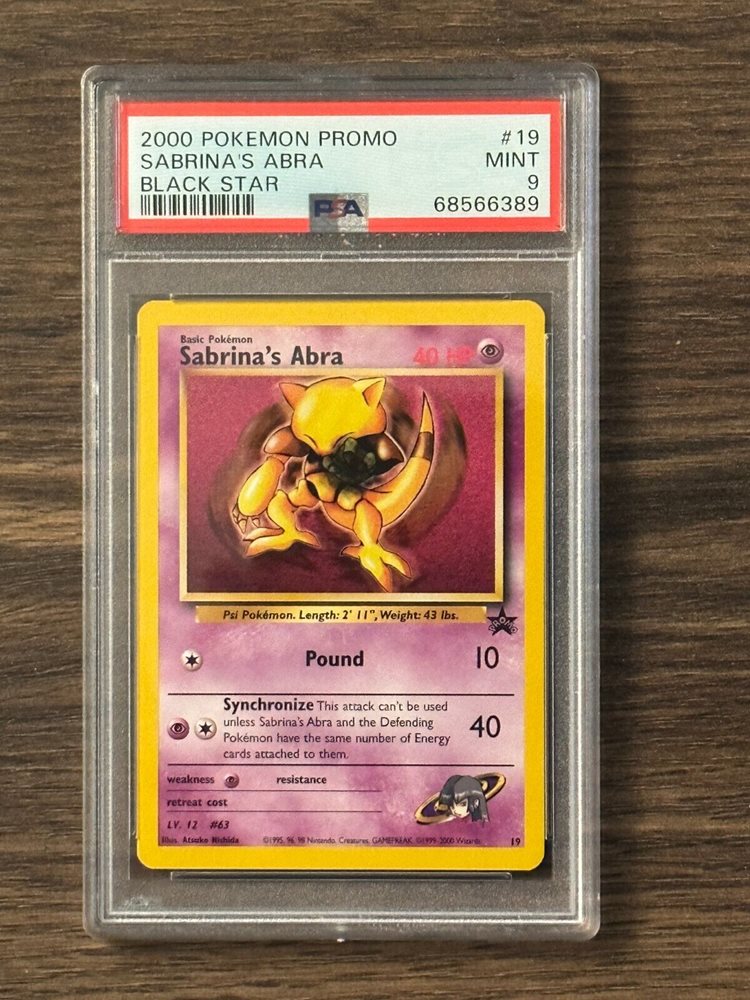 2000 POKEMON PROMO #19
SABRINA'S ABRA MINT
BLACK STAR 9
PSA 68566389
Basic Pokémon
Sabrina's Abra 40 HP
Psi Pokémon. Length: 2' 11", Weight: 43 lbs.
PROMO
Pound 10
Synchronize This attack can't be used
unless Sabrina's Abra and the Defending
Pokémon have the same number of Energy
cards attached to them.
40
weakness resistance
retreat cost
LV. 12 #63
Illus. Atsuko Nishida ©1995, 96, 98 Nintendo, Creatures, GAMEFREAK. ©1999-2000 Wizards. 19